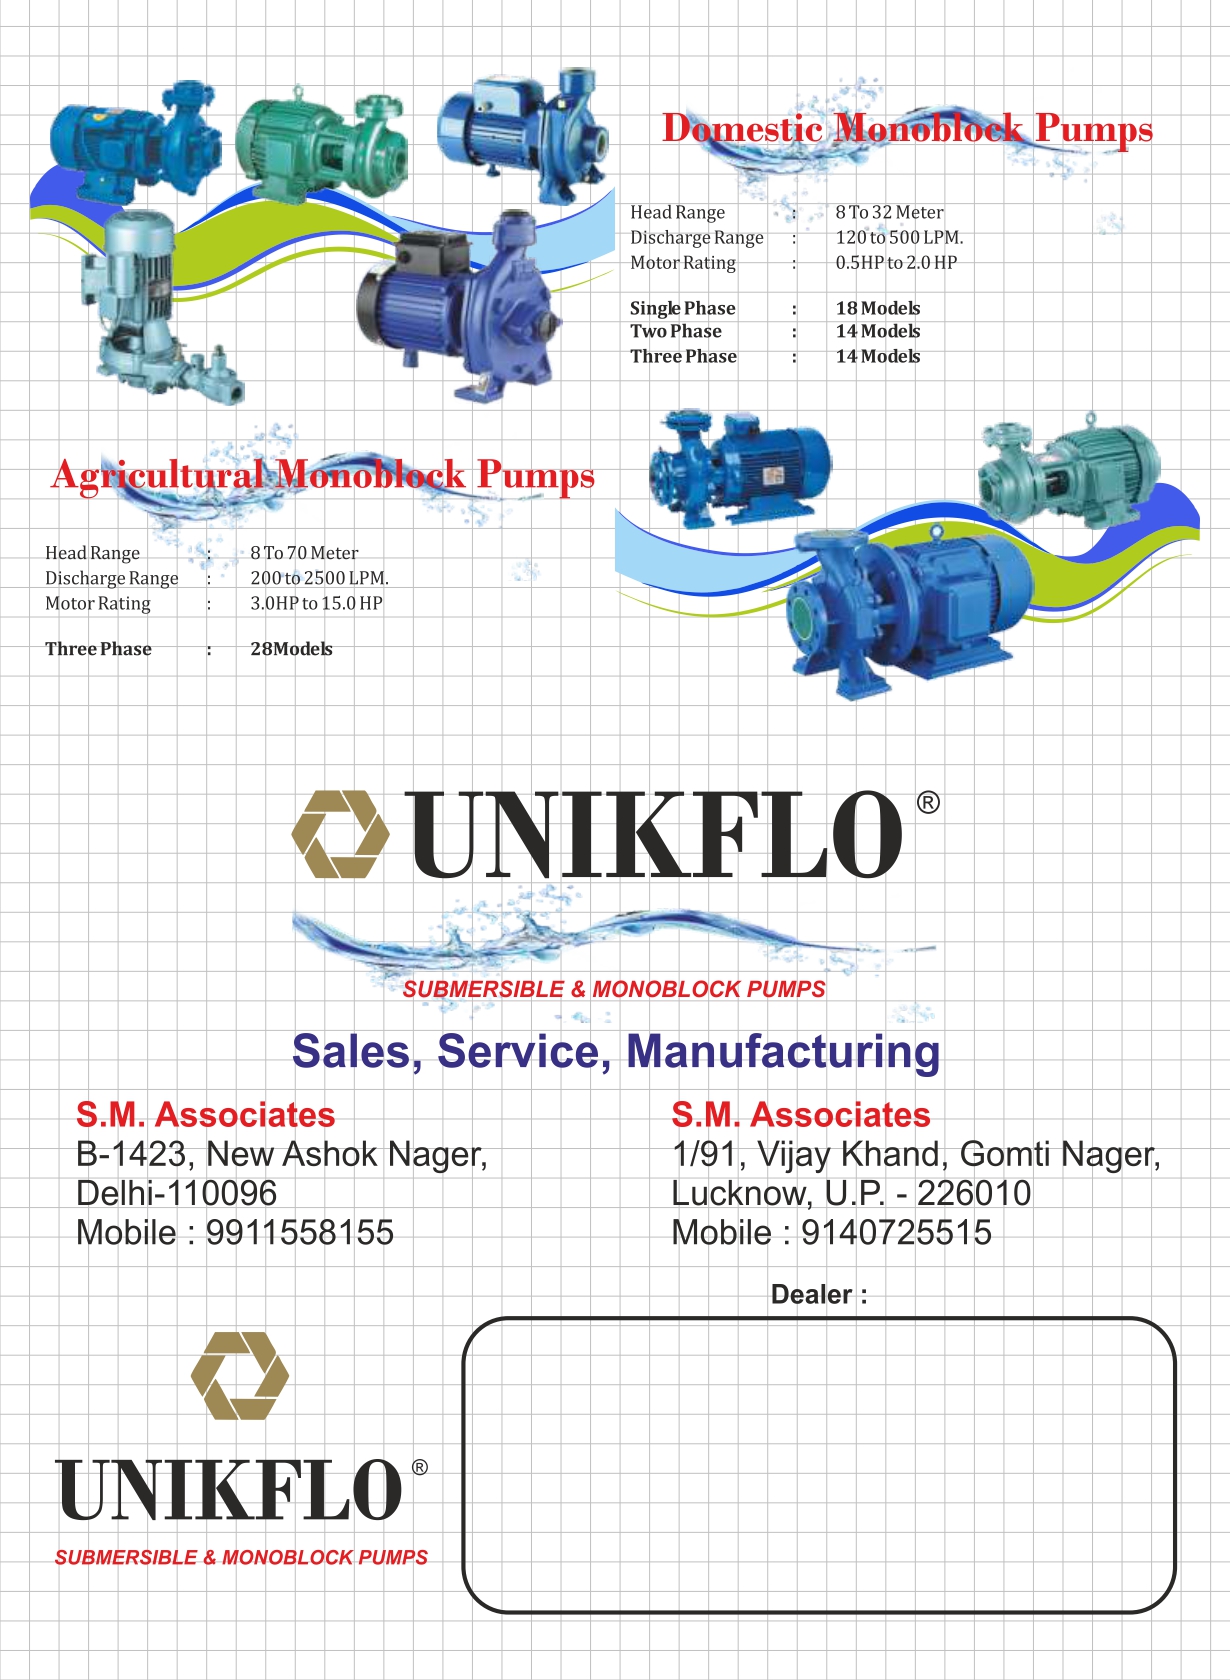 Domestic Monoblock Pumps
Head Range : 8 To 32 Meter
Discharge Range : 120 to 500 LPM.
Motor Rating : 0.5HP to 2.0 HP
Single Phase : 18 Models
Two Phase : 14 Models
Three Phase : 14 Models
Agricultural Monoblock Pumps
Head Range : 8 To 70 Meter
Discharge Range : 200 to 2500 LPM.
Motor Rating : 3.0HP to 15.0 HP
Three Phase : 28Models
UNIKFLO ®
SUBMERSIBLE & MONOBLOCK PUMPS
Sales, Service, Manufacturing
S.M. Associates
B-1423, New Ashok Nager,
Delhi-110096
Mobile : 9911558155
S.M. Associates
1/91, Vijay Khand, Gomti Nager,
Lucknow, U.P. - 226010
Mobile : 9140725515
Dealer :
UNIKFLO ®
SUBMERSIBLE & MONOBLOCK PUMPS